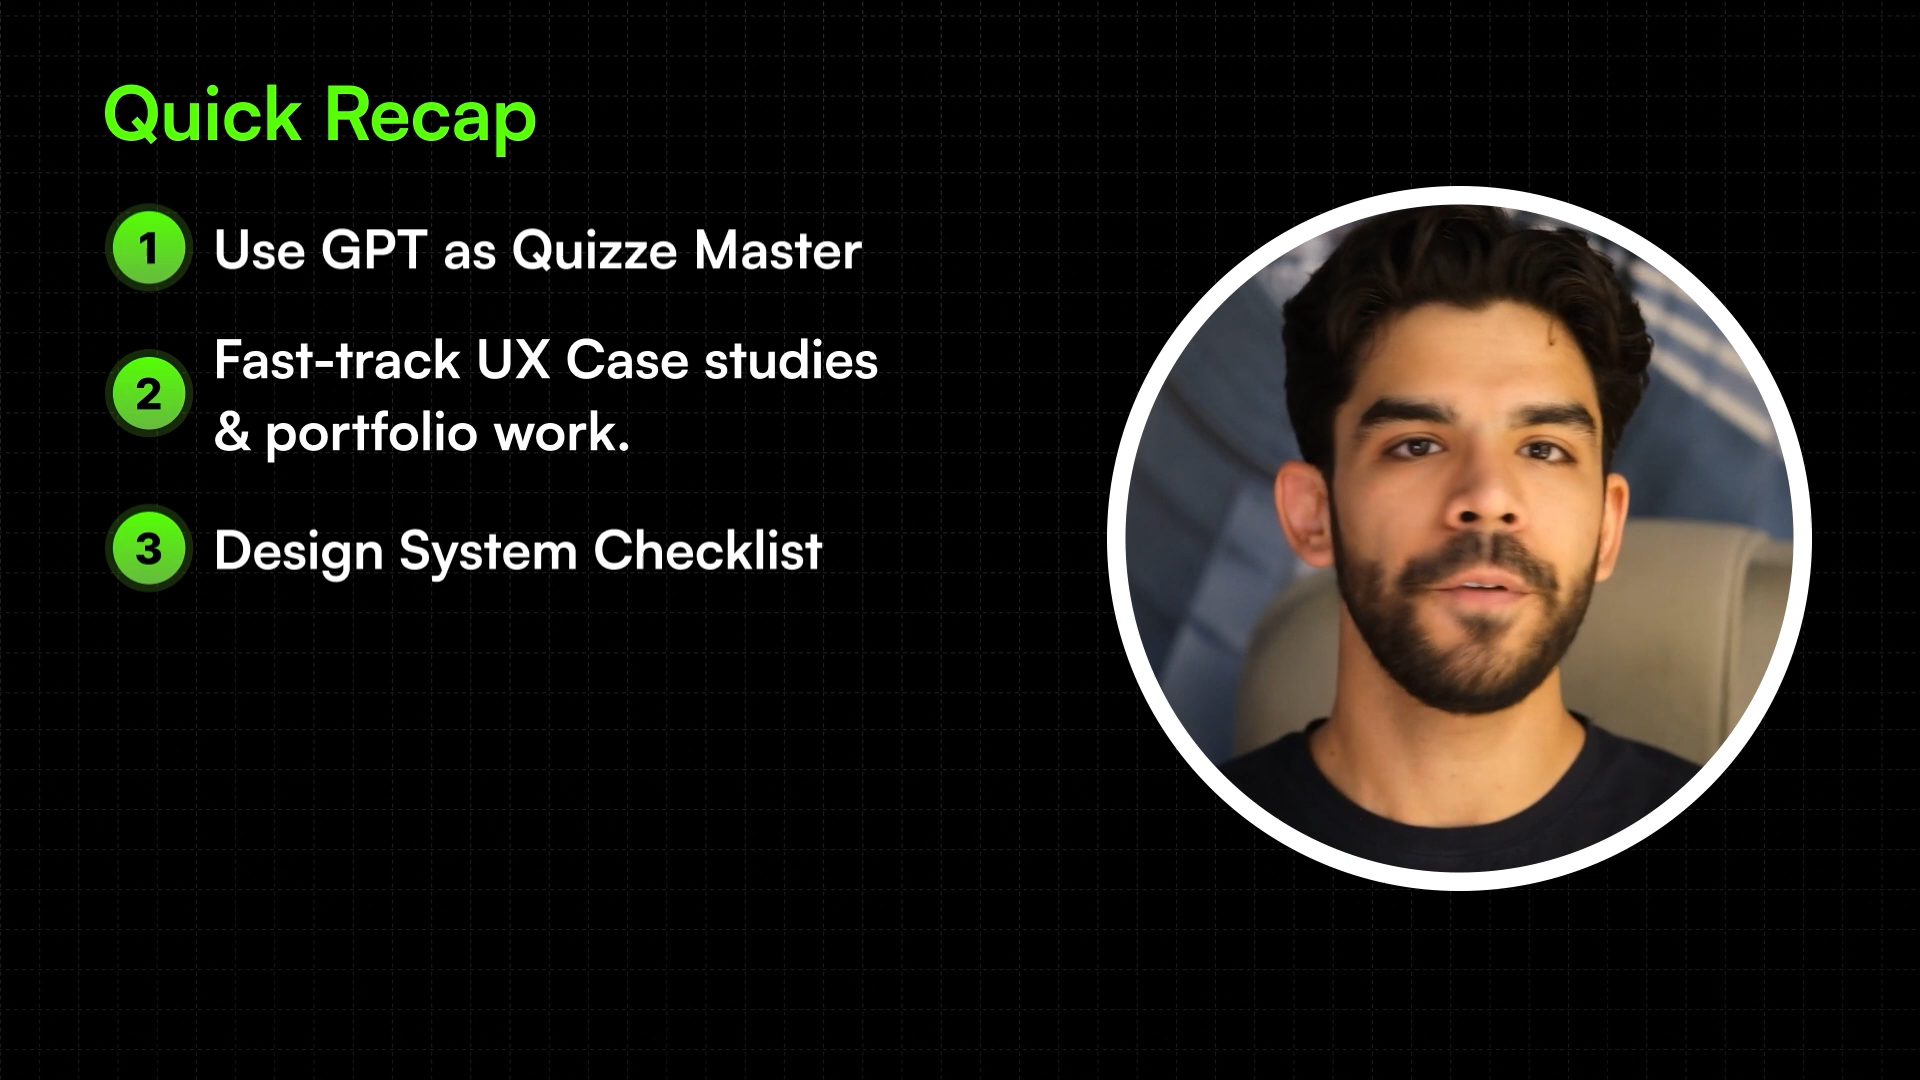 Quick Recap
1 Use GPT as Quizze Master
2 Fast-track UX Case studies
& portfolio work.
3 Design System Checklist